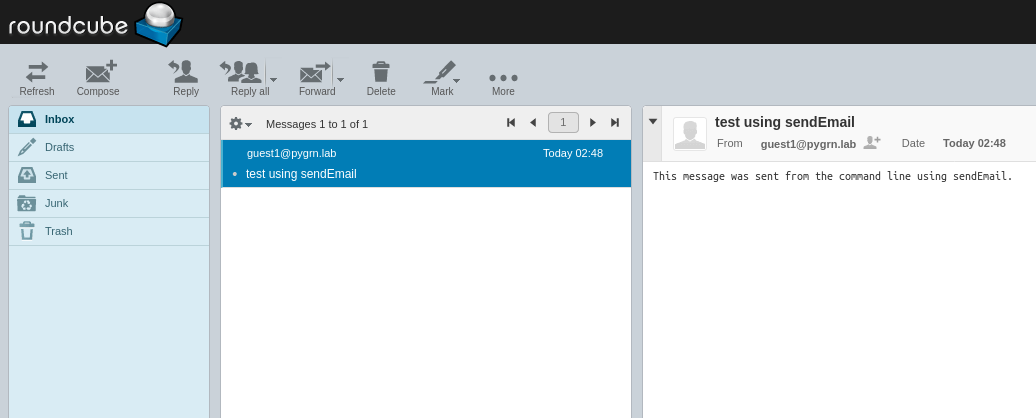 roundcube
Refresh Compose Reply Reply all Forward Delete Mark More
Inbox
Drafts
Sent
Junk
Trash
Messages 1 to 1 of 1 1
guest1@pygrn.lab Today 02:48
test using sendEmail
test using sendEmail
From guest1@pygrn.lab Date Today 02:48
This message was sent from the command line using sendEmail.